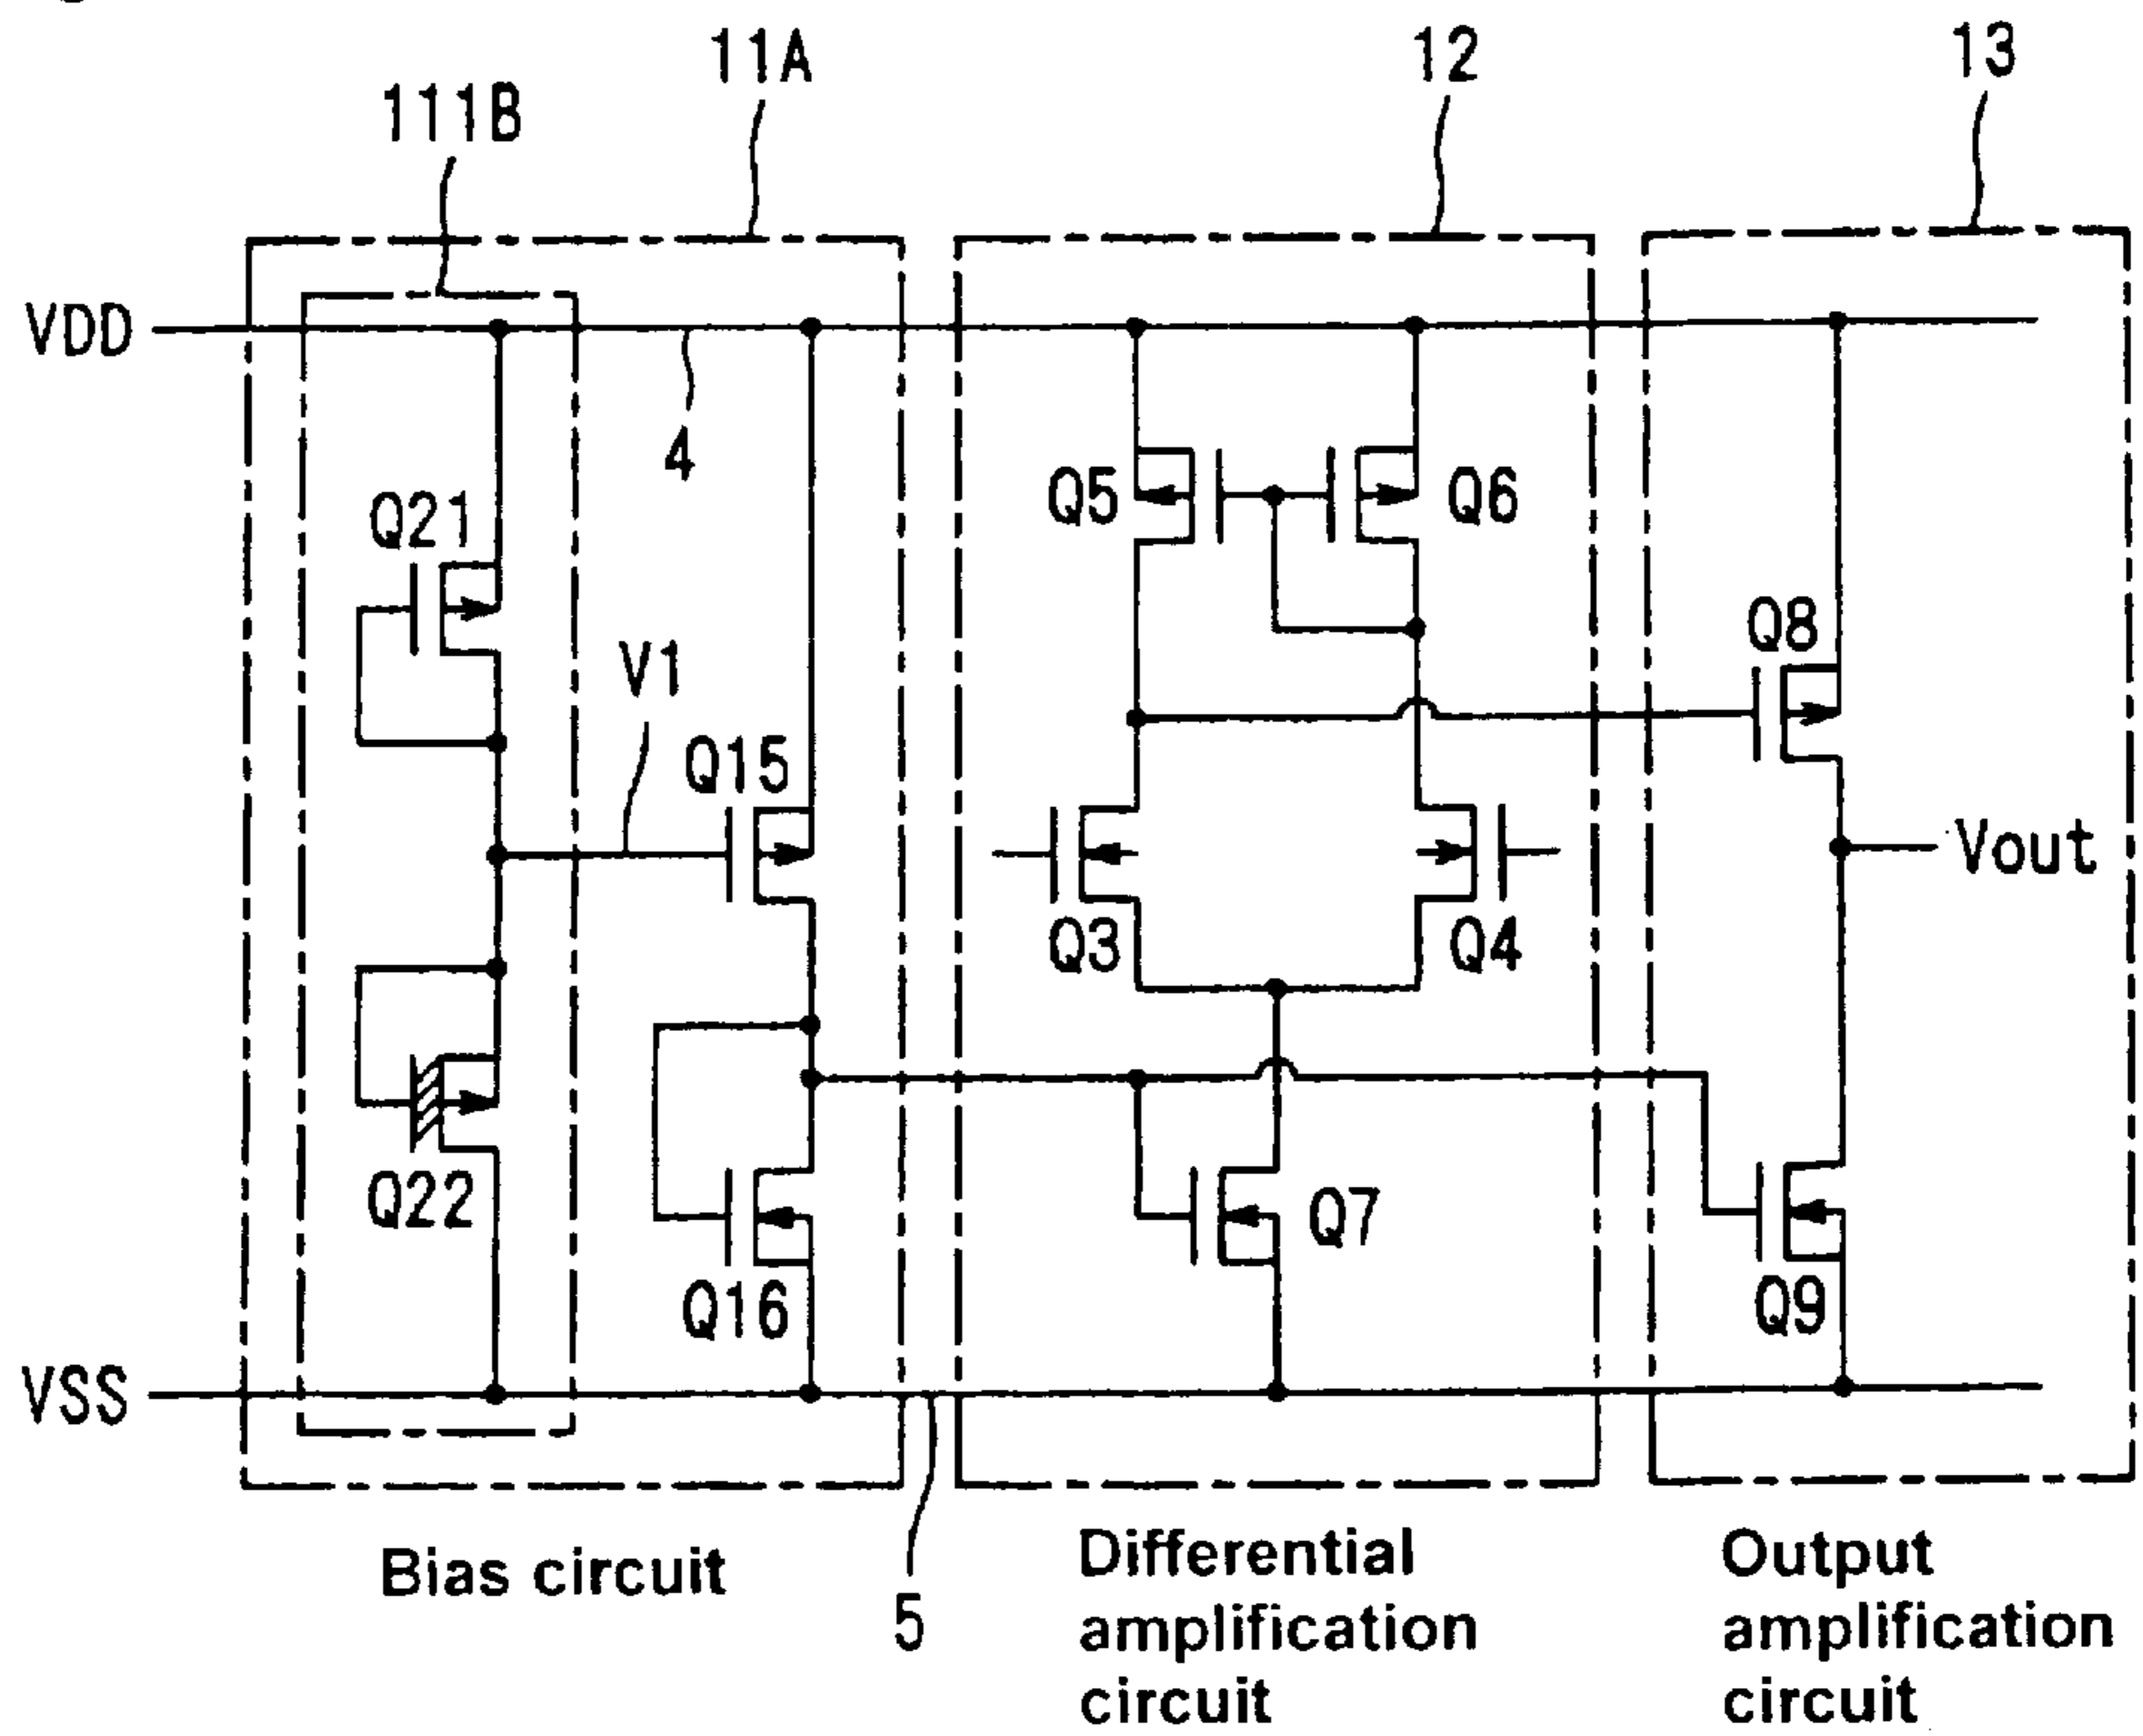 11A
12
13
111B
VDD
4
Q5
Q6
Q21
Q8
V1
Q15
Vout
Q3
Q4
Q22
Q7
Q16
Q9
VSS
Bias circuit
5
Differential
amplification
circuit
Output
amplification
circuit